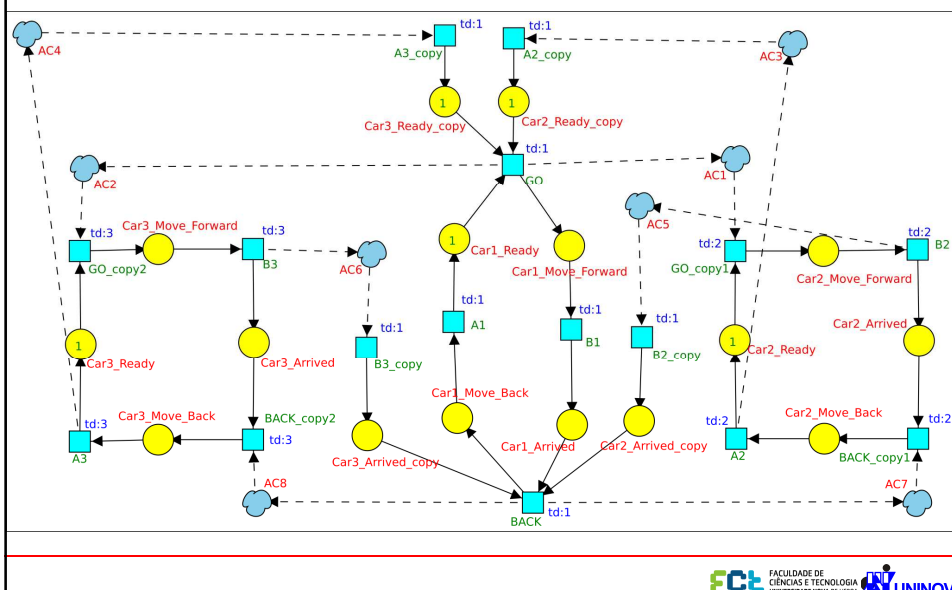 AC4
td:1
A3_copy
td:1
A2_copy
AC3
1
Car3_Ready_copy
1
Car2_Ready_copy
td:1
GO
AC2
AC1
AC5
td:3
GO_copy2
Car3_Move_Forward
td:3
B3
AC6
1
Car1_Ready
Car1_Move_Forward
td:2
GO_copy1
Car2_Move_Forward
td:2
B2
td:1
A1
td:1
B1
td:1
B2_copy
td:1
B3_copy
1
Car3_Ready
Car3_Arrived
1
Car2_Ready
Car2_Arrived
Car1_Move_Back
Car1_Arrived
Car2_Arrived_copy
Car3_Arrived_copy
td:3
A3
Car3_Move_Back
BACK_copy2
td:3
td:2
A2
Car2_Move_Back
td:2
BACK_copy1
AC8
AC7
td:1
BACK
FCt
FACULDADE DE
CIÊNCIAS E TECNOLOGIA